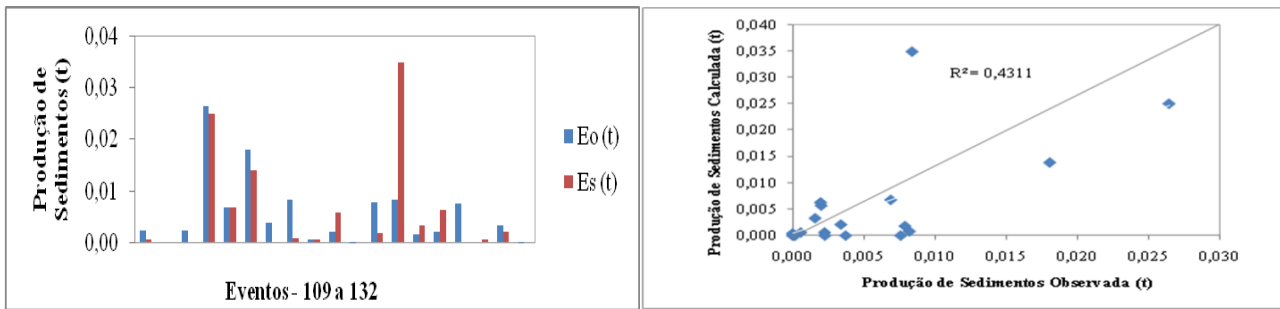 Produção de
Sedimentos (t)
0,04
0,03
0,02
0,01
0,00
Eventos - 109 a 132
Eo (t)
Es (t)
Produção de Sedimentos Calculada (t)
0,040
0,035
0,030
0,025
0,020
0,015
0,010
0,005
0,000
R² = 0,4311
0,000 0,005 0,010 0,015 0,020 0,025 0,030
Produção de Sedimentos Observada (t)